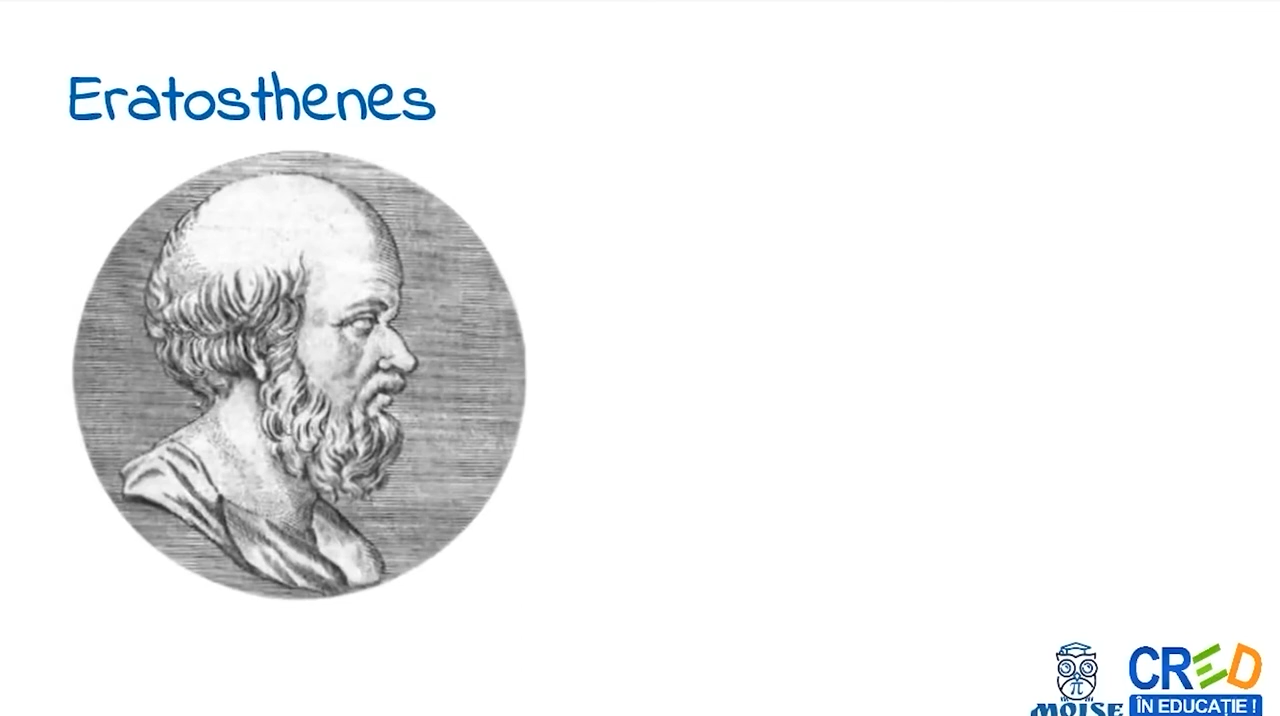 Eratosthenes
π
CRED
MOISE
ÎN EDUCAȚIE !